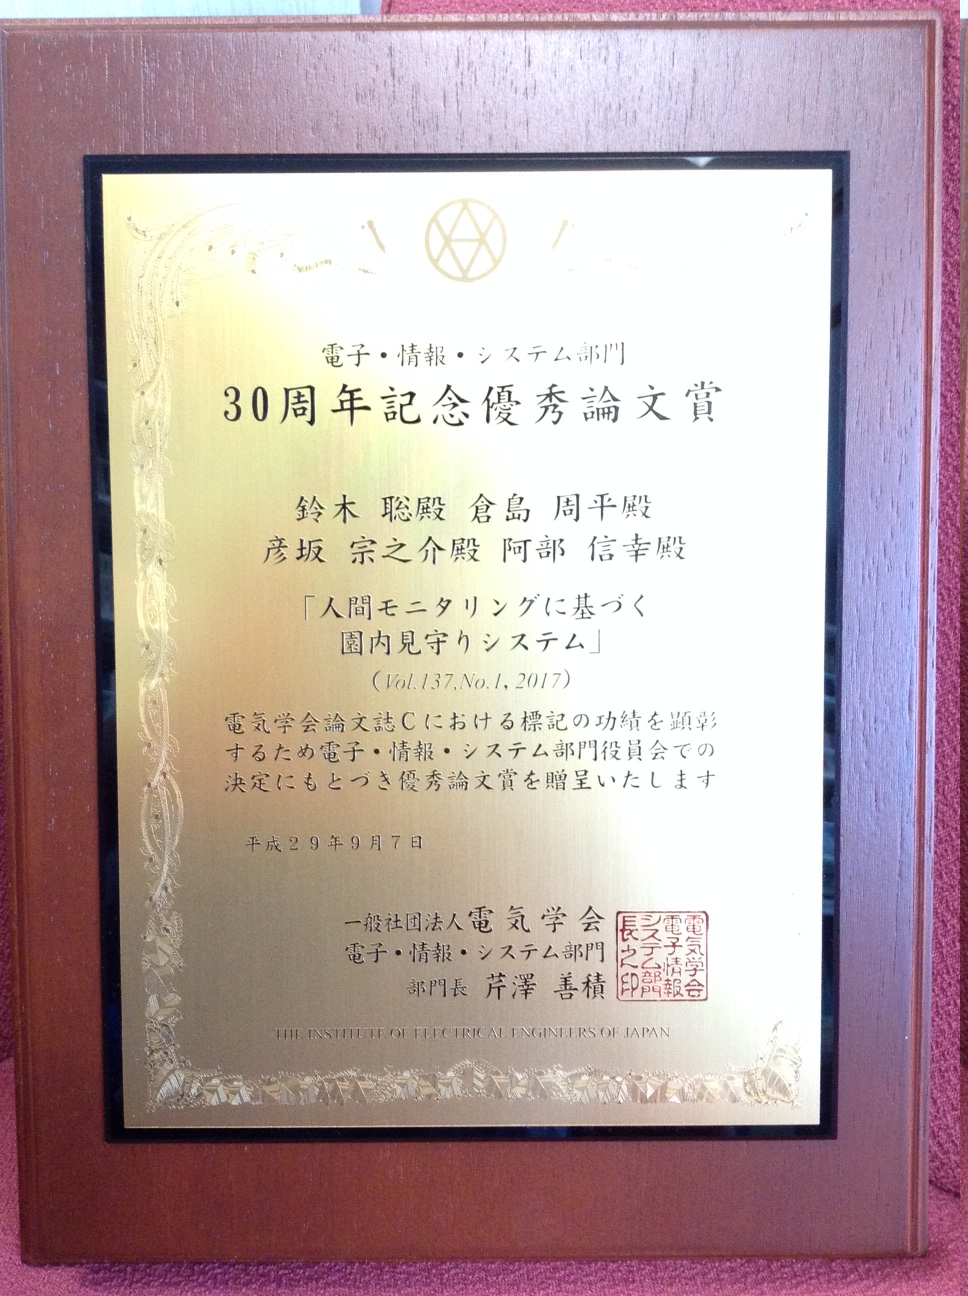 電子・情報・システム部門
30周年記念優秀論文賞
鈴木 聡殿 倉島 周平殿
彦坂 宗之介殿 阿部 信幸殿
「人間モニタリングに基づく
園内見守りシステム」
(Vol.137,No.1, 2017)
電気学会論文誌Cにおける標記の功績を顕彰
するため電子・情報・システム部門役員会での
決定にもとづき優秀論文賞を贈呈いたします
平成29年9月7日
一般社団法人 電気学会
電子・情報・システム部門
部門長 芹澤 善積
電気学会
電子情報
システム部門
長之印
THE INSTITUTE OF ELECTRICAL ENGINEERS OF JAPAN